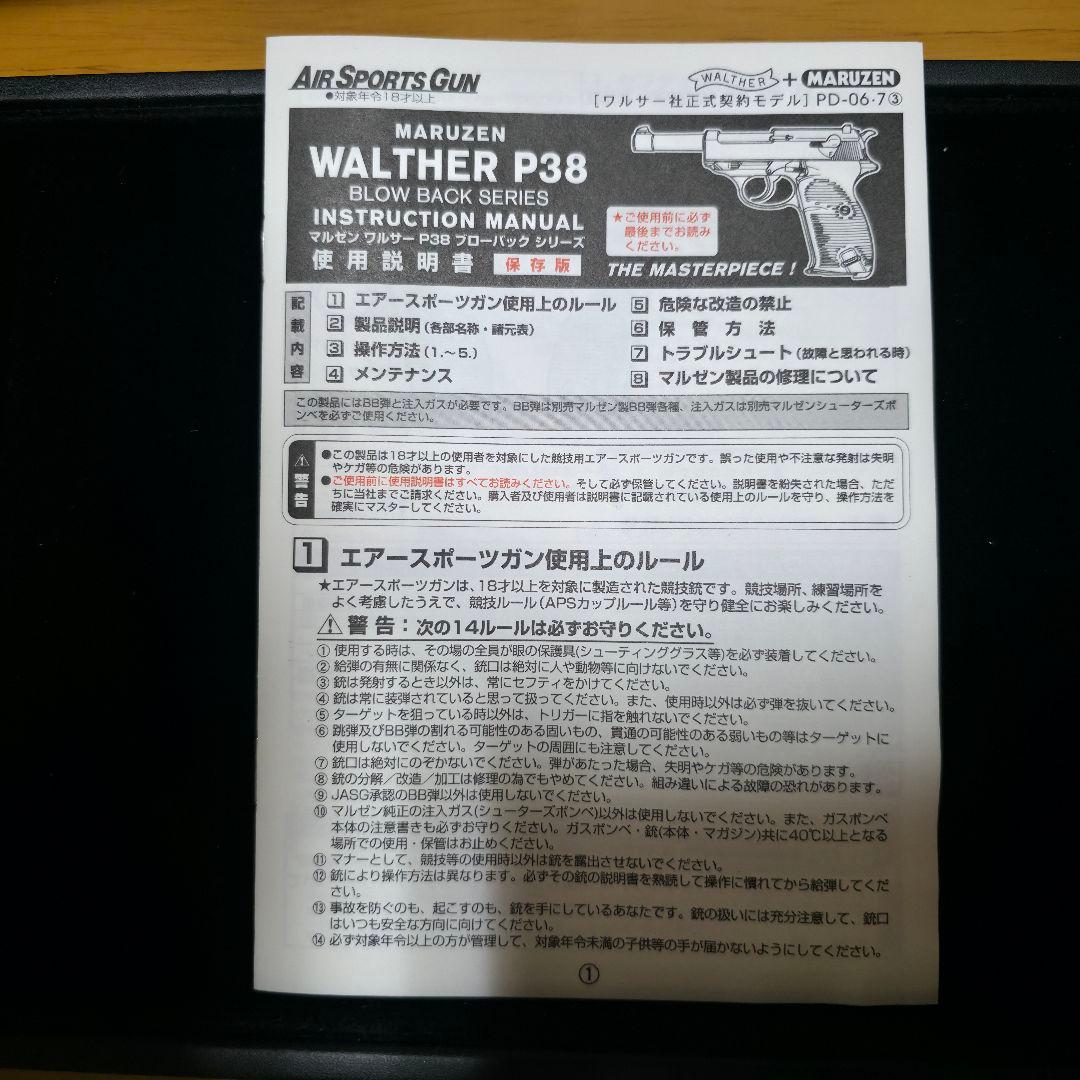 AIR SPORTS GUN
●対象年令18才以上
WALTHER + MARUZEN
[ワルサー社正式契約モデル] PD-06・7③
MARUZEN
WALTHER P38
BLOW BACK SERIES
INSTRUCTION MANUAL
マルゼン ワルサー P38 ブローバック シリーズ
使用説明書 保存版
★ご使用前に必ず
最後までお読み
ください。
THE MASTERPIECE !
記載内容
1 エアースポーツガン使用上のルール
2 製品説明(各部名称・諸元表)
3 操作方法(1.〜5.)
4 メンテナンス
5 危険な改造の禁止
6 保管方法
7 トラブルシュート(故障と思われる時)
8 マルゼン製品の修理について
この製品にはBB弾と注入ガスが必要です。BB弾は別売マルゼン製BB弾各種、注入ガスは別売マルゼンシューターズボ
ンベを必ずご使用ください。
⚠警告
●この製品は18才以上の使用者を対象にした競技用エアースポーツガンです。誤った使用や不注意な発射は失明
やケガ等の危険があります。
●ご使用前に使用説明書はすべてお読みください。そして必ず保管してください。説明書を紛失された場合、ただ
ちに当社までご請求ください。購入者及び使用者は説明書に記載されている使用上のルールを守り、操作方法を
確実にマスターしてください。
1 エアースポーツガン使用上のルール
★エアースポーツガンは、18才以上を対象に製造された競技銃です。競技場所、練習場所を
よく考慮したうえで、競技ルール(APSカップルール等)を守り健全にお楽しみください。
⚠警告:次の14ルールは必ずお守りください。
① 使用する時は、その場の全員が眼の保護具(シューティンググラス等)を必ず装着してください。
② 給弾の有無に関係なく、銃口は絶対に人や動物等に向けないでください。
③ 銃は発射するとき以外は、常にセフティをかけてください。
④ 銃は常に装弾されていると思って扱ってください。また、使用時以外は必ず弾を抜いてください。
⑤ ターゲットを狙っている時以外は、トリガーに指を触れないでください。
⑥ 跳弾及びBB弾の割れる可能性のある固いもの、貫通の可能性のある弱いもの等はターゲットに
使用しないでください。ターゲットの周囲にも注意してください。
⑦ 銃口は絶対にのぞかないでください。弾があたった場合、失明やケガ等の危険があります。
⑧ 銃の分解/改造/加工は修理の為でもやめてください。組み違いによる故障の恐れがあります。
⑨ JASG承認のBB弾以外は使用しないでください。
⑩ マルゼン純正の注入ガス(シューターズボンベ)以外は使用しないでください。また、ガスボンベ
本体の注意書きも必ずお守りください。ガスボンベ・銃(本体・マガジン)共に40℃以上となる
場所での使用・保管はお止めください。
⑪ マナーとして、競技等の使用時以外は銃を露出させないでください。
⑫ 銃により操作方法は異なります。必ずその銃の説明書を熟読して操作に慣れてから給弾してくだ
さい。
⑬ 事故を防ぐのも、起こすのも、銃を手にしているあなたです。銃の扱いには充分注意して、銃口
はいつも安全な方向に向けてください。
⑭ 必ず対象年令以上の方が管理して、対象年令未満の子供等の手が届かないようにしてください。
①